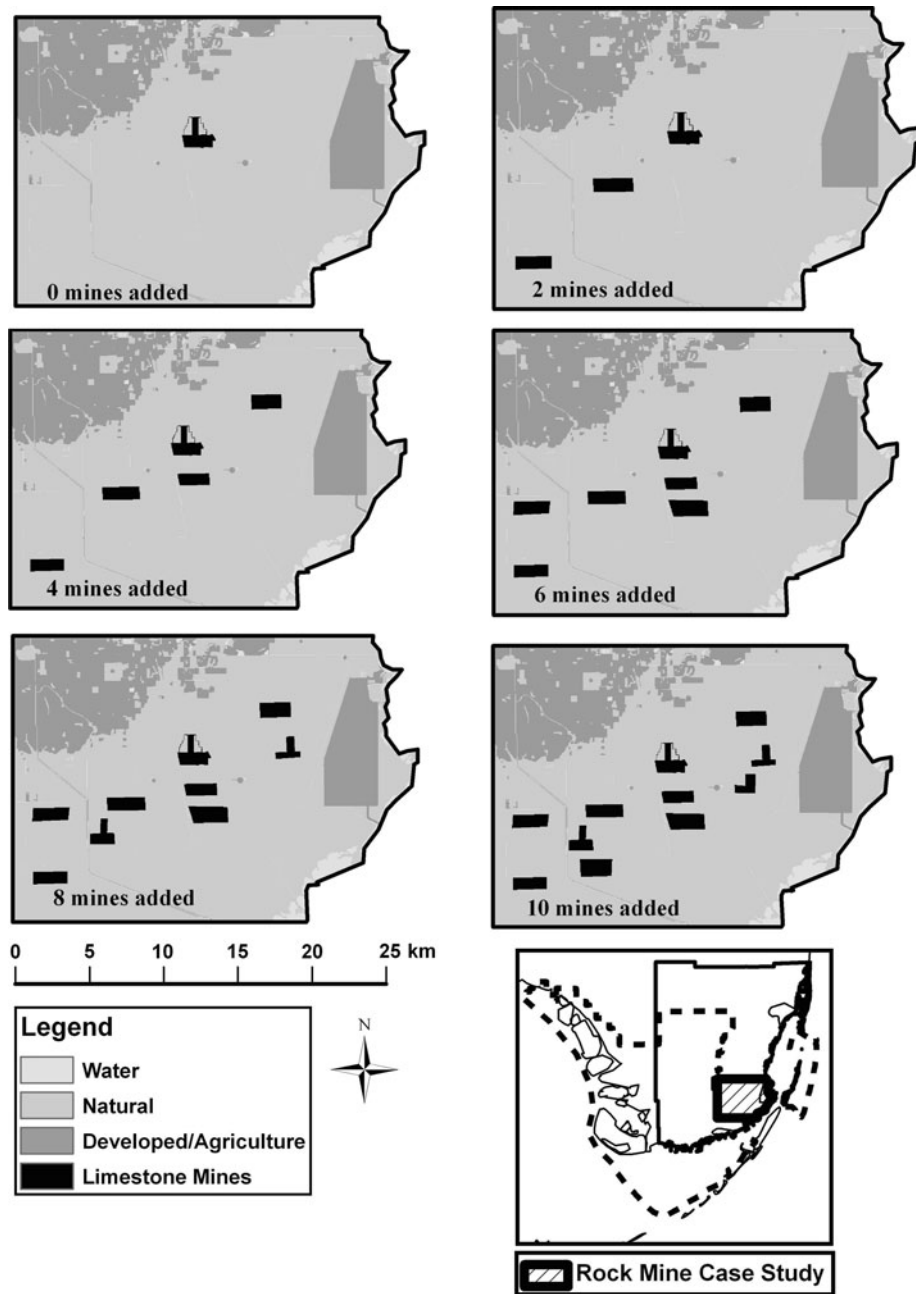 0 mines added
2 mines added
4 mines added
6 mines added
8 mines added
10 mines added
0 5 10 15 20 25 km
Legend
Water
Natural
Developed/Agriculture
Limestone Mines
N
Rock Mine Case Study